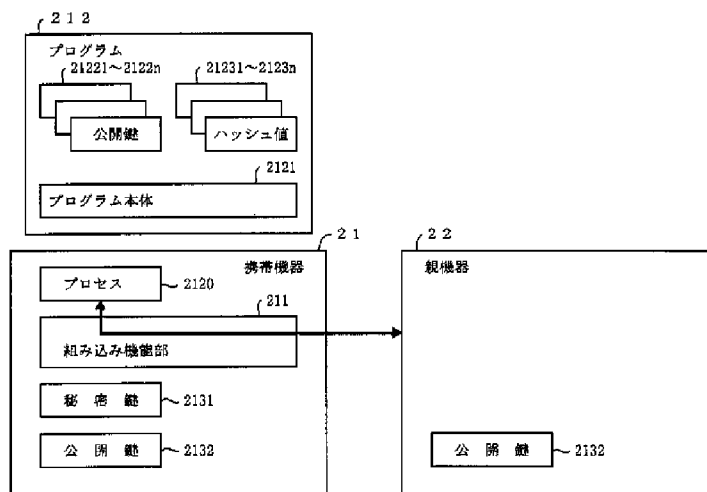 ２１２
プログラム
21221～2122n
21231～2123n
公開鍵
ハッシュ値
2121
プログラム本体
２１
２２
携帯機器
親機器
プロセス
2120
211
組み込み機能部
秘密鍵
2131
公開鍵
2132
公開鍵
2132